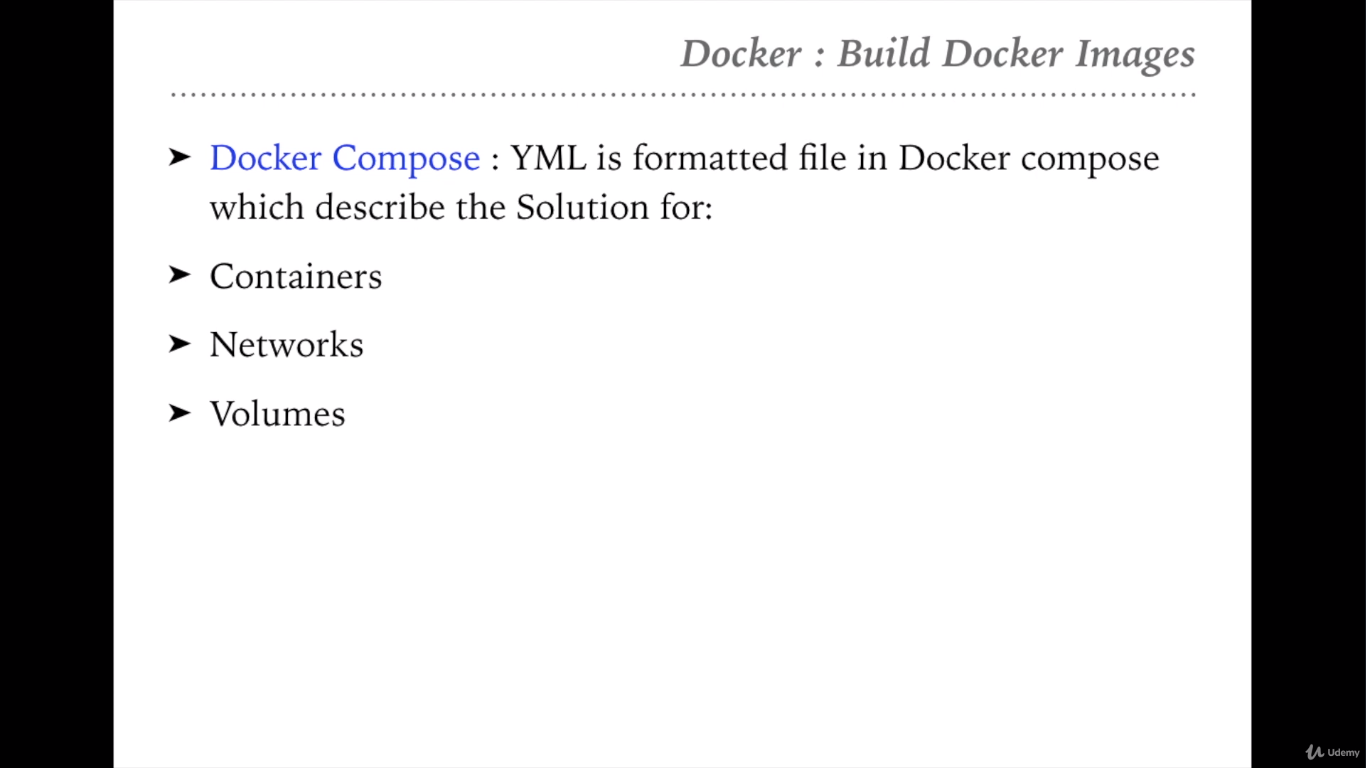 Docker : Build Docker Images
➤ Docker Compose : YML is formatted file in Docker compose
which describe the Solution for:
➤ Containers
➤ Networks
➤ Volumes
Udemy